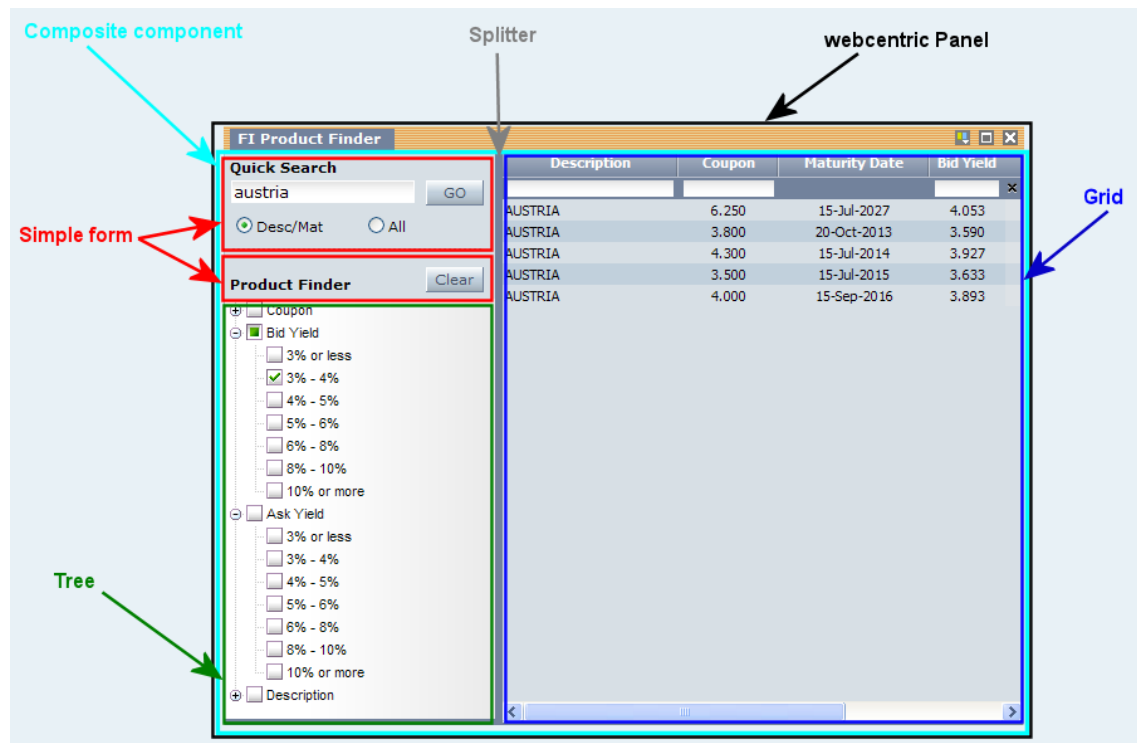 Composite component
Splitter
webcentric Panel
FI Product Finder
Quick Search
austria GO
Desc/Mat All
Simple form
Product Finder Clear
Coupon
Bid Yield
3% or less
3% - 4%
4% - 5%
5% - 6%
6% - 8%
8% - 10%
10% or more
Ask Yield
3% or less
3% - 4%
4% - 5%
5% - 6%
6% - 8%
8% - 10%
10% or more
Description
Tree
Description Coupon Maturity Date Bid Yield
AUSTRIA 6.250 15-Jul-2027 4.053
AUSTRIA 3.800 20-Oct-2013 3.590
AUSTRIA 4.300 15-Jul-2014 3.927
AUSTRIA 3.500 15-Jul-2015 3.633
AUSTRIA 4.000 15-Sep-2016 3.893
Grid